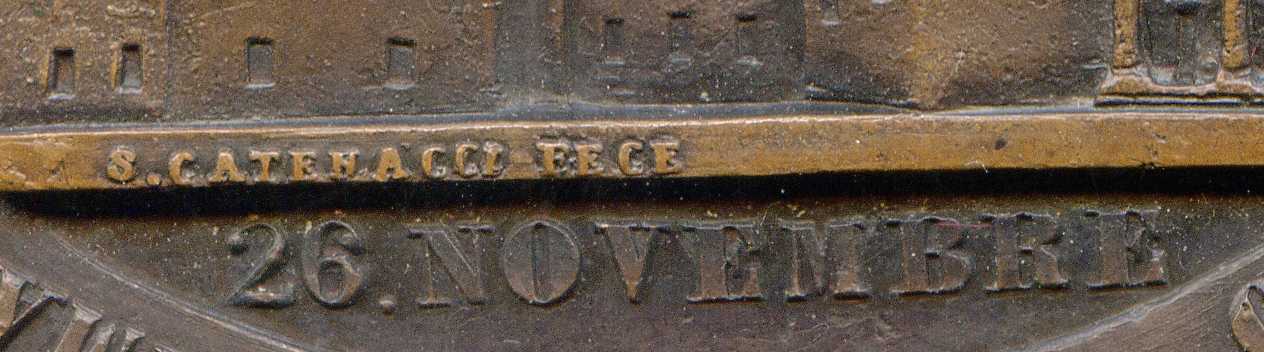 S. CATENACCI FECE
26. NOVEMBRE